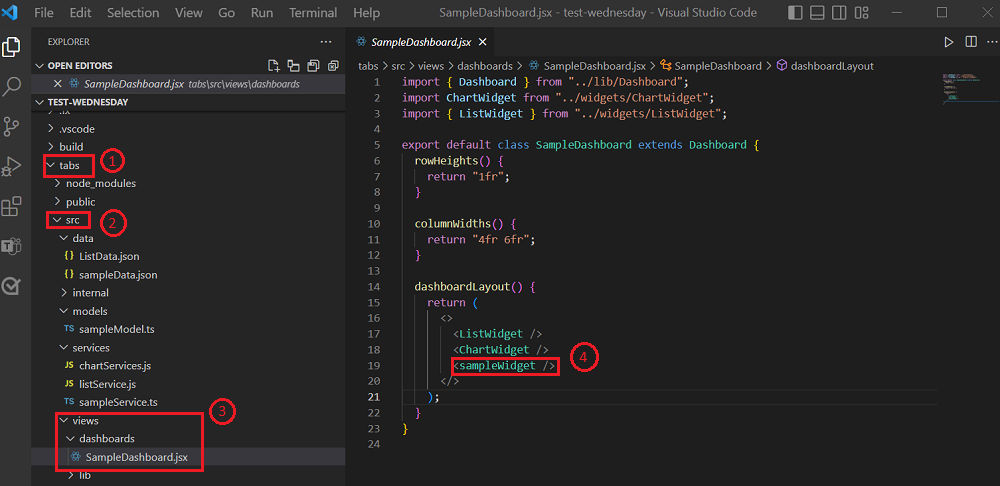 File Edit Selection View Go Run Terminal Help SampleDashboard.jsx - test-wednesday - Visual Studio Code
EXPLORER
OPEN EDITORS
SampleDashboard.jsx tabs\src\views\dashboards
TEST-WEDNESDAY
.vscode
build
tabs 1
node_modules
public
src 2
data
{} ListData.json
{} sampleData.json
internal
models
TS sampleModel.ts
services
JS chartServices.js
JS listService.js
TS sampleService.ts
views 3
dashboards
SampleDashboard.jsx
lib
SampleDashboard.jsx
tabs > src > views > dashboards > SampleDashboard.jsx > SampleDashboard > dashboardLayout
1 import { Dashboard } from "../lib/Dashboard";
2 import ChartWidget from "../widgets/ChartWidget";
3 import { ListWidget } from "../widgets/ListWidget";
4
5 export default class SampleDashboard extends Dashboard {
6 rowHeights() {
7 return "1fr";
8 }
9
10 columnWidths() {
11 return "4fr 6fr";
12 }
13
14 dashboardLayout() {
15 return (
16 <>
17 <ListWidget />
18 <ChartWidget />
19 <sampleWidget /> 4
20 </>
21 );
22 }
23 }
24